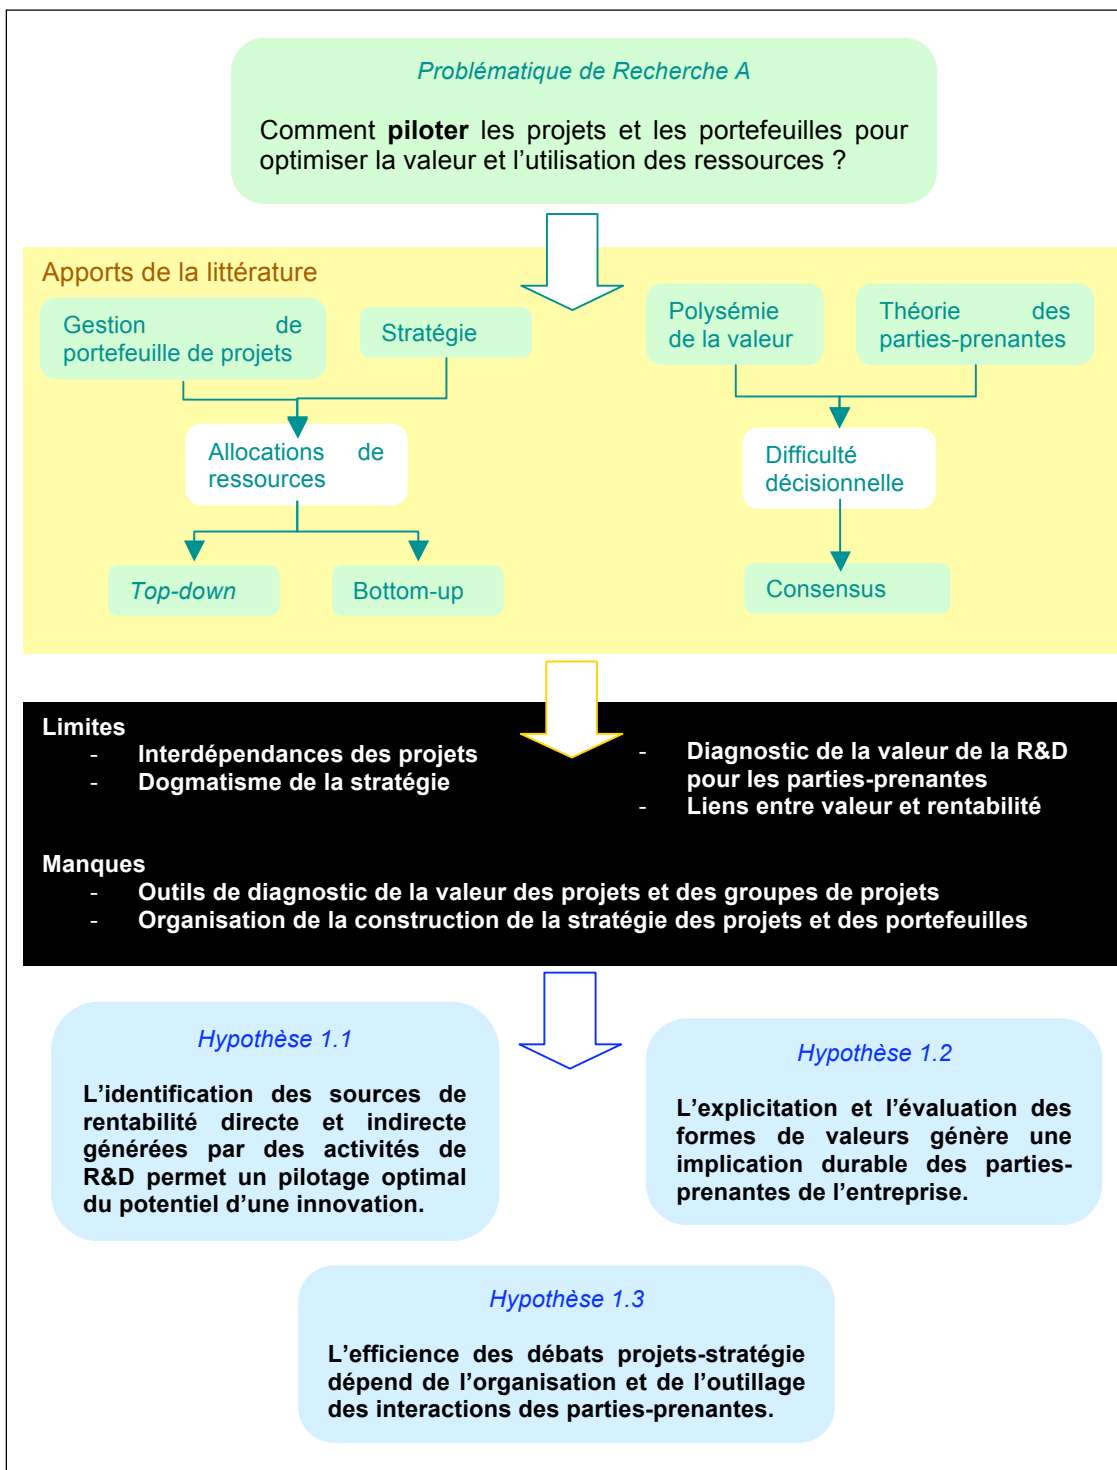 Problématique de Recherche A
Comment piloter les projets et les portefeuilles pour
optimiser la valeur et l’utilisation des ressources ?
Apports de la littérature
Gestion de
portefeuille de projets
Stratégie
Polysémie
de la valeur
Théorie des
parties-prenantes
Allocations de
ressources
Difficulté
décisionnelle
Top-down
Bottom-up
Consensus
Limites
- Interdépendances des projets
- Dogmatisme de la stratégie
- Diagnostic de la valeur de la R&D
pour les parties-prenantes
- Liens entre valeur et rentabilité
Manques
- Outils de diagnostic de la valeur des projets et des groupes de projets
- Organisation de la construction de la stratégie des projets et des portefeuilles
Hypothèse 1.1
L’identification des sources de
rentabilité directe et indirecte
générées par des activités de
R&D permet un pilotage optimal
du potentiel d’une innovation.
Hypothèse 1.2
L’explicitation et l’évaluation des
formes de valeurs génère une
implication durable des parties-
prenantes de l’entreprise.
Hypothèse 1.3
L’efficience des débats projets-stratégie
dépend de l’organisation et de l’outillage
des interactions des parties-prenantes.